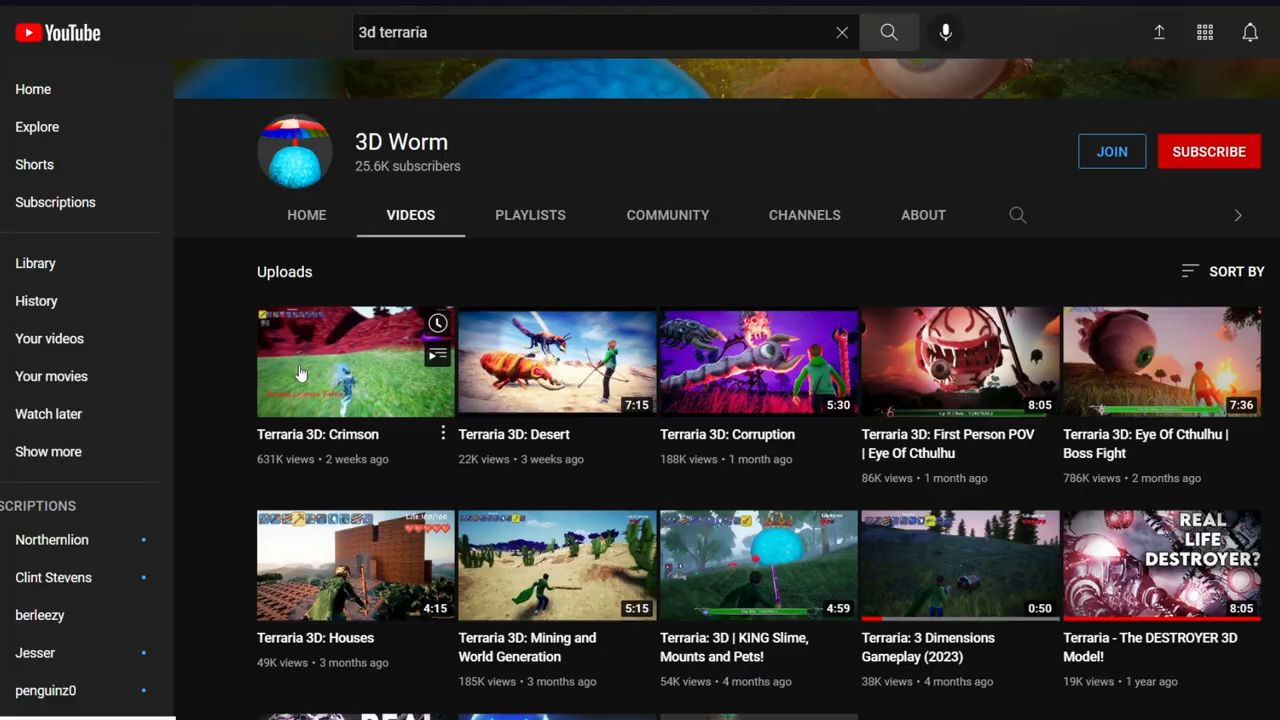 YouTube
3d terraria
Home
Explore
Shorts
Subscriptions
Library
History
Your videos
Your movies
Watch later
Show more
SCRIPTIONS
Northernlion
Clint Stevens
berleezy
Jesser
penguinz0
3D Worm
25.6K subscribers
JOIN
SUBSCRIBE
HOME
VIDEOS
PLAYLISTS
COMMUNITY
CHANNELS
ABOUT
Uploads
SORT BY
Terraria 3D: Crimson
631K views • 2 weeks ago
7:15
Terraria 3D: Desert
22K views • 3 weeks ago
5:30
Terraria 3D: Corruption
188K views • 1 month ago
8:05
Terraria 3D: First Person POV
| Eye Of Cthulhu
86K views • 1 month ago
7:36
Terraria 3D: Eye Of Cthulhu |
Boss Fight
786K views • 2 months ago
4:15
Terraria 3D: Houses
49K views • 3 months ago
5:15
Terraria 3D: Mining and
World Generation
185K views • 3 months ago
4:59
Terraria: 3D | KING Slime,
Mounts and Pets!
54K views • 4 months ago
0:50
Terraria: 3 Dimensions
Gameplay (2023)
38K views • 4 months ago
REAL
LIFE
DESTROYER?
8:05
Terraria - The DESTROYER 3D
Model!
19K views • 1 year ago